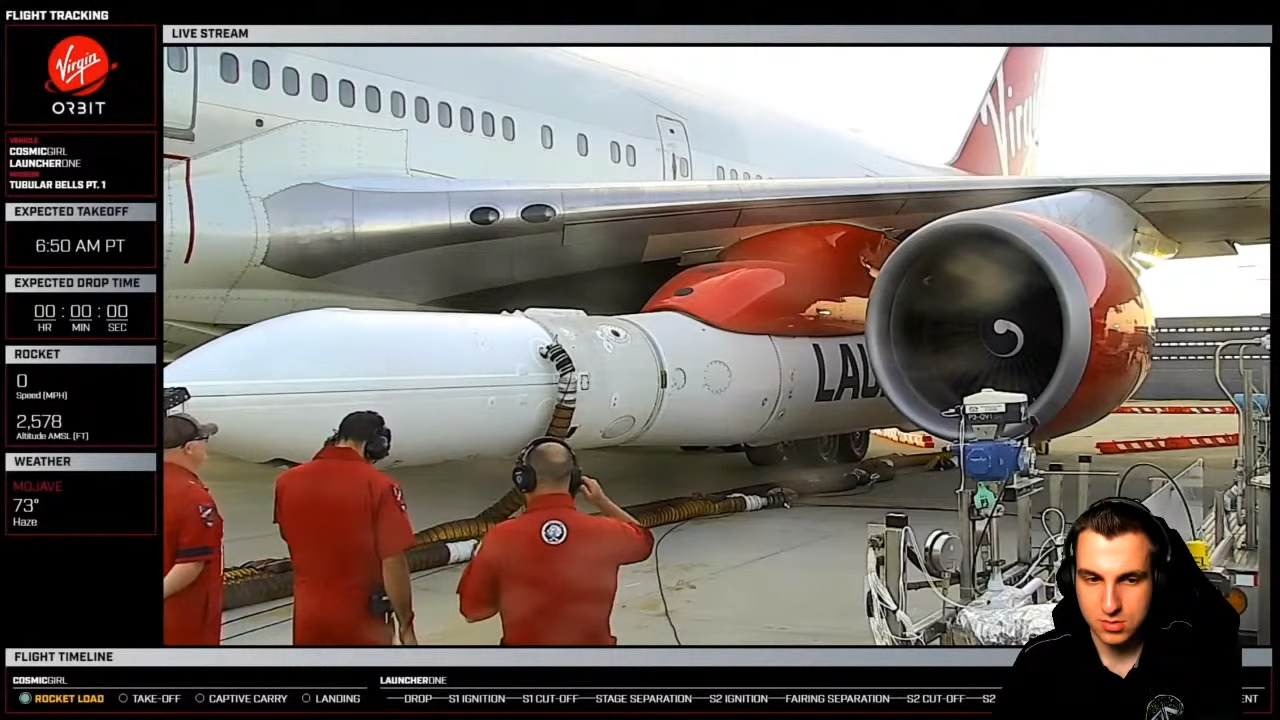 FLIGHT TRACKING
Virgin
ORBIT
VEHICLE
COSMICGIRL
LAUNCHERONE
MISSION
TUBULAR BELLS PT. 1
EXPECTED TAKEOFF
6:50 AM PT
EXPECTED DROP TIME
00 : 00 : 00
HR MIN SEC
ROCKET
0
Speed (MPH)
2,578
Altitude AMSL (FT)
WEATHER
MOJAVE
73°
Haze
LIVE STREAM
Virgin
LAU
FLIGHT TIMELINE
COSMICGIRL
ROCKET LOAD TAKE-OFF CAPTIVE CARRY LANDING
LAUNCHERONE
DROP S1 IGNITION S1 CUT-OFF STAGE SEPARATION S2 IGNITION FAIRING SEPARATION S2 CUT-OFF S2 ENT